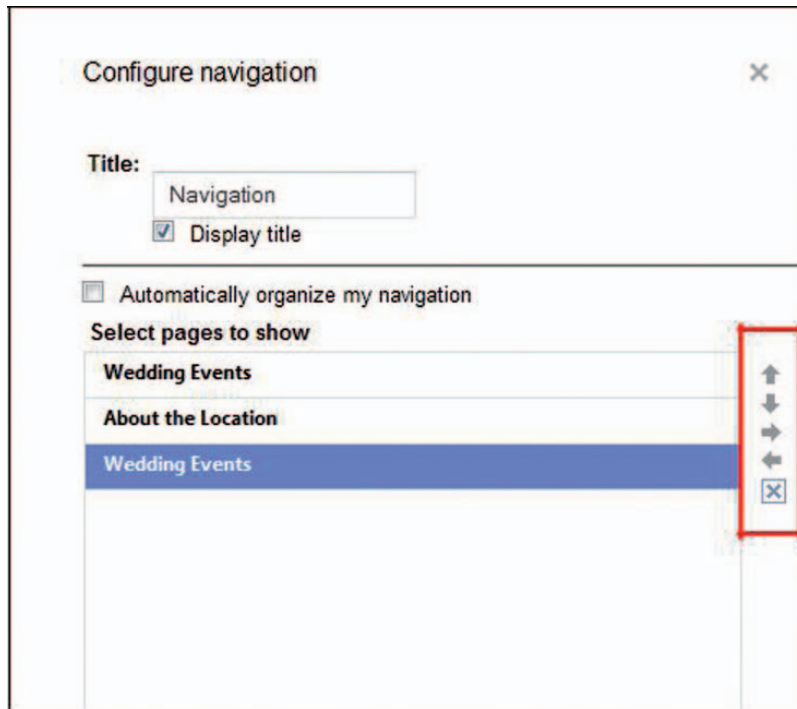 Configure navigation
Title:
Navigation
Display title
Automatically organize my navigation
Select pages to show
Wedding Events
About the Location
Wedding Events